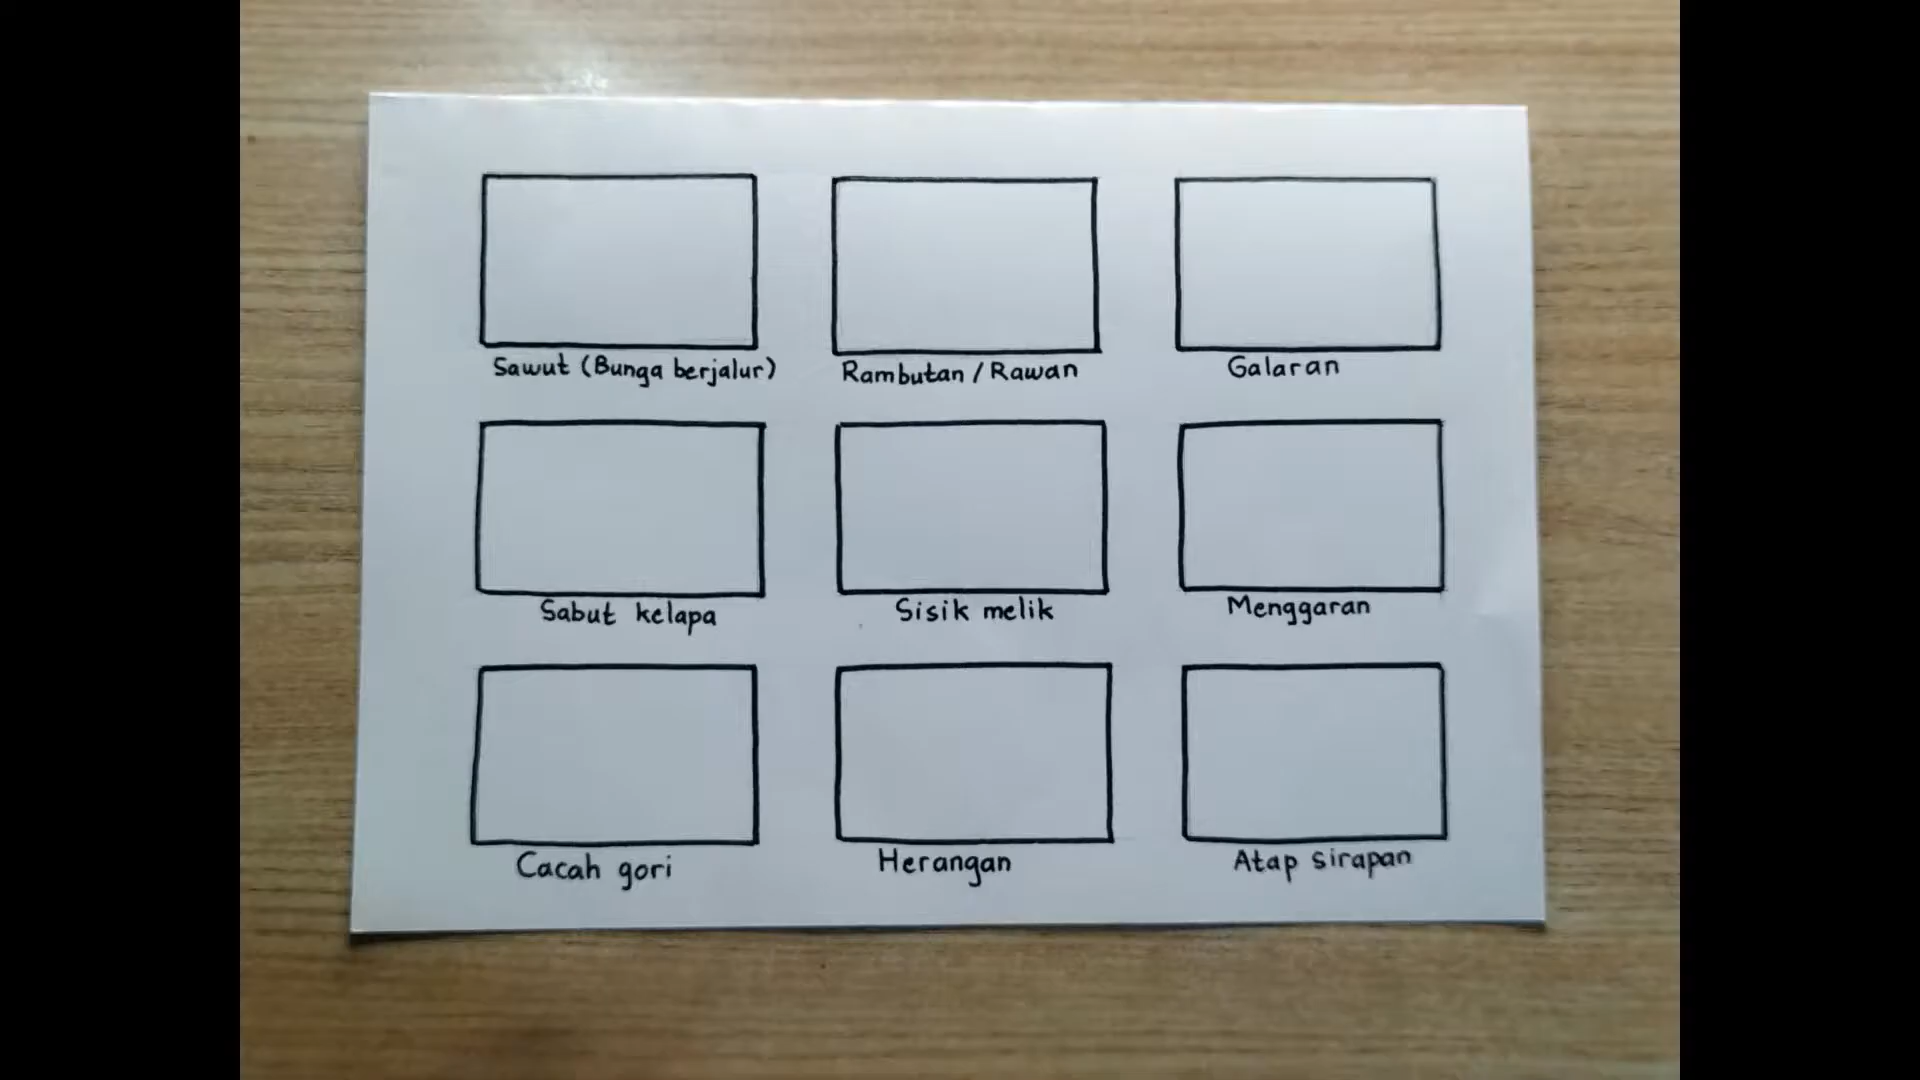 Sawut (Bunga berjalur)
Rambutan / Rawan
Galaran
Sabut kelapa
Sisik melik
Menggaran
Cacah gori
Herangan
Atap sirapan